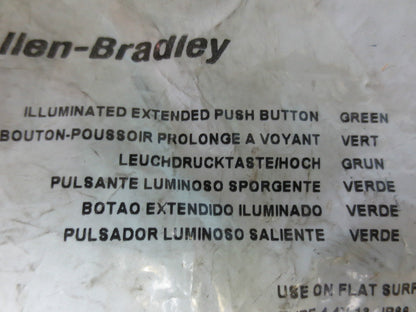 llen-Bradley
ILLUMINATED EXTENDED PUSH BUTTON GREEN
BOUTON-POUSSOIR PROLONGE A VOYANT VERT
LEUCHDRUCKTASTE/HOCH GRUN
PULSANTE LUMINOSO SPORGENTE VERDE
BOTAO EXTENDIDO ILUMINADO VERDE
PULSADOR LUMINOSO SALIENTE VERDE
USE ON FLAT SURF